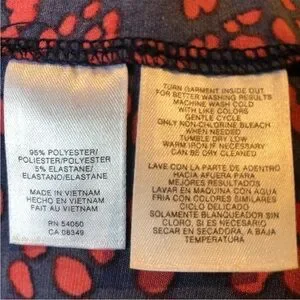 95% POLYESTER/
POLIESTER/POLYESTER
5% ELASTANE/
ELASTANO/ELASTANE
MADE IN VIETNAM
HECHO EN VIETNAM
FAIT AU VIETNAM
RN 54050
CA 08349
TURN GARMENT INSIDE OUT
FOR BETTER WASHING RESULTS
MACHINE WASH COLD
WITH LIKE COLORS
GENTLE CYCLE
ONLY NON-CHLORINE BLEACH
WHEN NEEDED
TUMBLE DRY LOW
WARM IRON IF NECESSARY
CAN BE DRY CLEANED
LAVE CON LA PARTE DE ADENTRO
HACIA AFUERA PARA
MEJORES RESULTADOS
LAVAR EN MAQUINA CON AGUA
FRIA CON COLORES SIMILARES
CICLO DELICADO
SOLAMENTE BLANQUEADOR SIN
CLORO, SI ES NECESARIO
SECAR EN SECADORA, A BAJA
TEMPERATURA